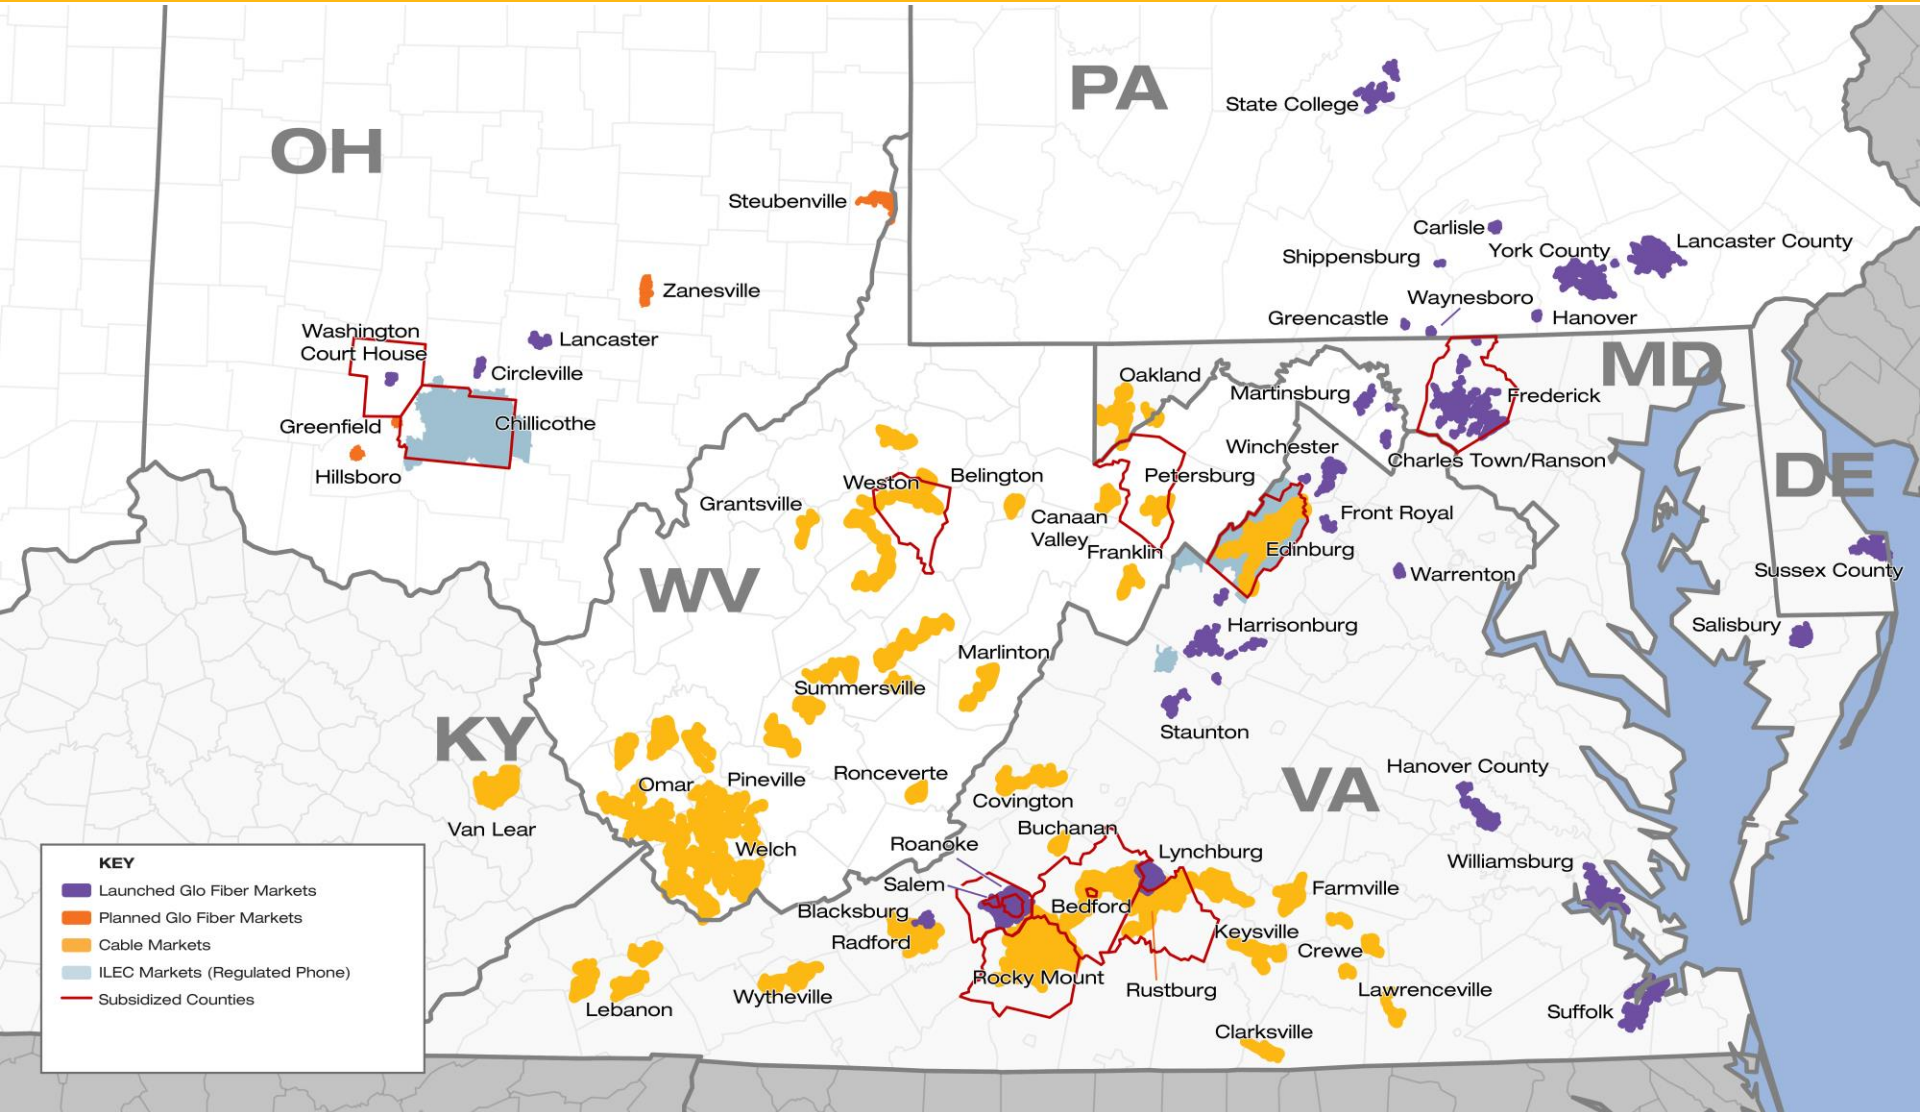 PA
State College
OH
Steubenville
Carlisle
York County
Lancaster County
Shippensburg
Zanesville
Waynesboro
Greencastle
Hanover
Washington
Court House
Lancaster
Circleville
MD
Oakland
Martinsburg
Frederick
Greenfield
Chillicothe
Winchester
Charles Town/Ranson
Hillsboro
Weston
Belington
Petersburg
DE
Grantsville
Canaan
Valley
Front Royal
Franklin
Edinburg
WV
Warrenton
Sussex County
Harrisonburg
Salisbury
Marlinton
Summersville
KY
Staunton
Omar
Pineville
Ronceverte
Hanover County
VA
Covington
Van Lear
Buchanan
Roanoke
Welch
Lynchburg
Williamsburg
Salem
Farmville
Blacksburg
Bedford
Radford
Keysville
Crewe
Rocky Mount
Rustburg
Lawrenceville
Wytheville
Lebanon
Suffolk
Clarksville
KEY
Launched Glo Fiber Markets
Planned Glo Fiber Markets
Cable Markets
ILEC Markets (Regulated Phone)
Subsidized Counties